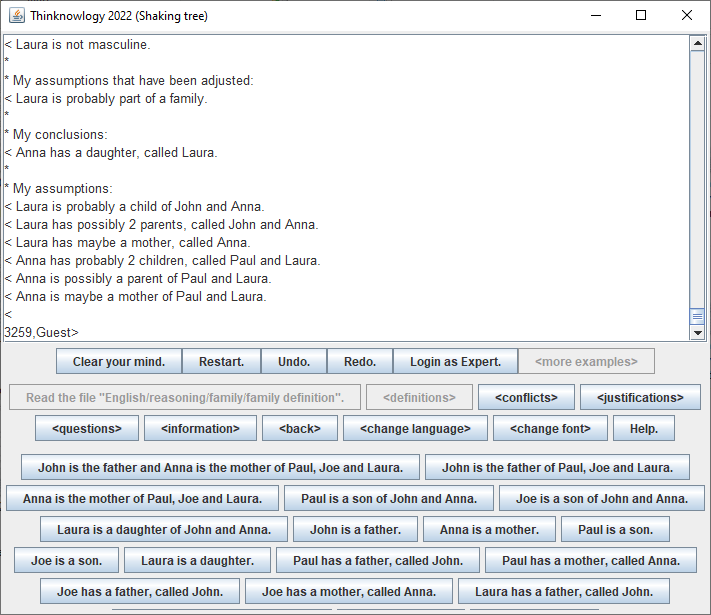 Thinknowlogy 2022 (Shaking tree)
< Laura is not masculine.
*
* My assumptions that have been adjusted:
< Laura is probably part of a family.
*
* My conclusions:
< Anna has a daughter, called Laura.
*
* My assumptions:
< Laura is probably a child of John and Anna.
< Laura has possibly 2 parents, called John and Anna.
< Laura has maybe a mother, called Anna.
< Anna has probably 2 children, called Paul and Laura.
< Anna is possibly a parent of Paul and Laura.
< Anna is maybe a mother of Paul and Laura.
<
3259,Guest>
Clear your mind. Restart. Undo. Redo. Login as Expert. <more examples>
Read the file "English/reasoning/family/family definition". <definitions> <conflicts> <justifications>
<questions> <information> <back> <change language> <change font> Help.
John is the father and Anna is the mother of Paul, Joe and Laura. John is the father of Paul, Joe and Laura.
Anna is the mother of Paul, Joe and Laura. Paul is a son of John and Anna. Joe is a son of John and Anna.
Laura is a daughter of John and Anna. John is a father. Anna is a mother. Paul is a son.
Joe is a son. Laura is a daughter. Paul has a father, called John. Paul has a mother, called Anna.
Joe has a father, called John. Joe has a mother, called Anna. Laura has a father, called John.